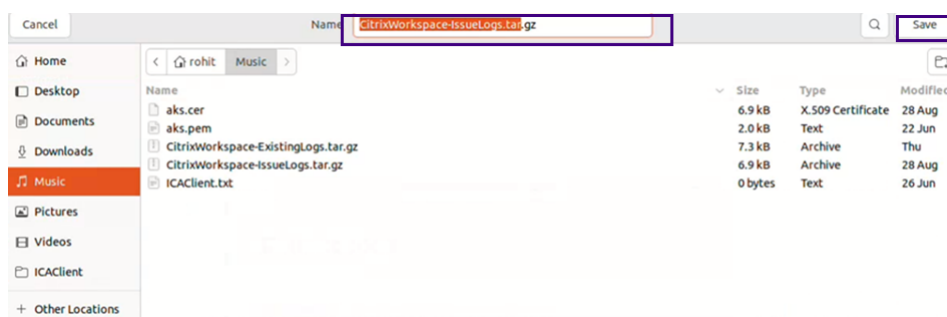 Cancel Name CitrixWorkspace-IssueLogs.tar.gz Save
Home rohit Music
Desktop Name Size Type Modified
aks.cer 6.9 kB X.509 Certificate 28 Aug
Documents aks.pem 2.0 kB Text 22 Jun
CitrixWorkspace-ExistingLogs.tar.gz 7.3 kB Archive Thu
Downloads CitrixWorkspace-IssueLogs.tar.gz 6.9 kB Archive 28 Aug
Music ICAClient.txt 0 bytes Text 26 Jun
Pictures
Videos
ICAClient
+ Other Locations